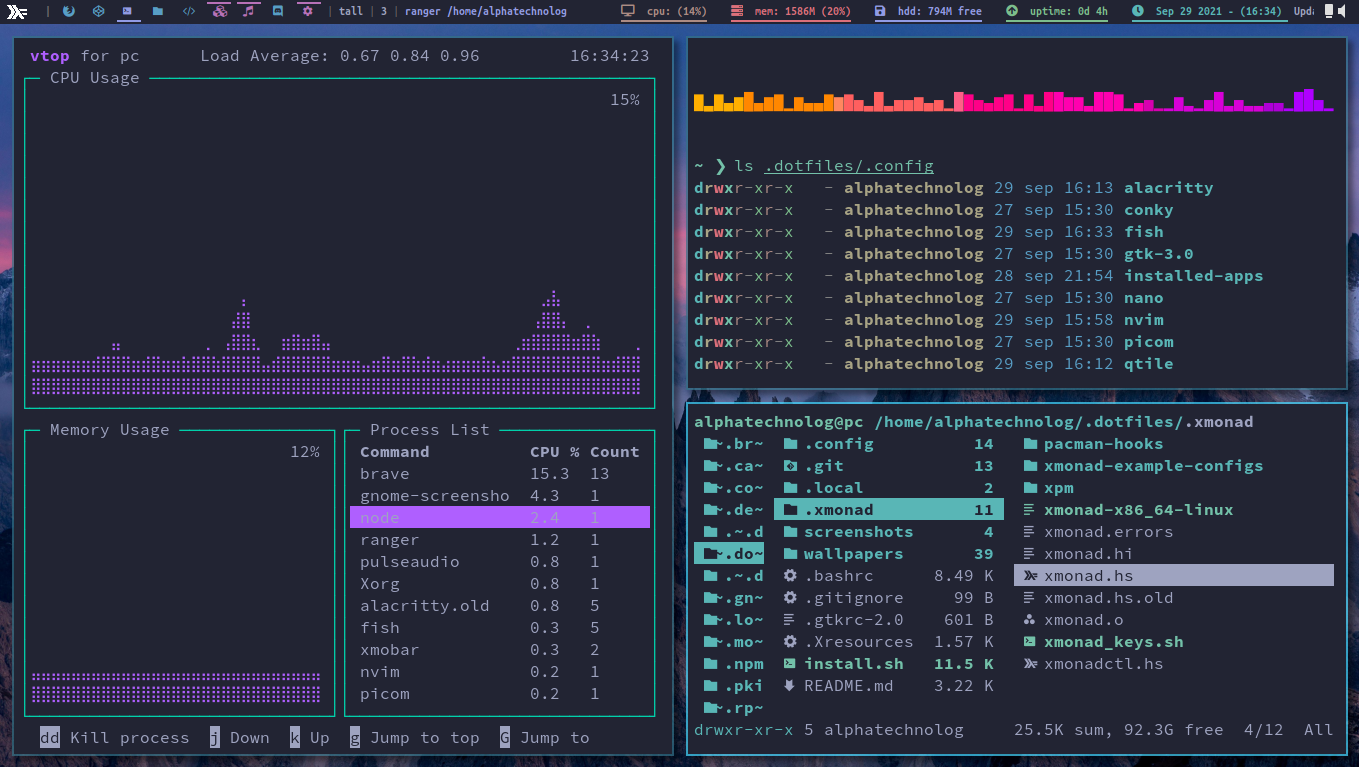 | tall | 3 | ranger /home/alphatechnolog cpu: (14%) mem: 1586M (20%) hdd: 794M free uptime: 0d 4h Sep 29 2021 - (16:34) Upd
vtop for pc Load Average: 0.67 0.84 0.96 16:34:23
CPU Usage
15%
Memory Usage
12%
Process List
Command CPU % Count
brave 15.3 13
gnome-screensho 4.3 1
node 2.4 1
ranger 1.2 1
pulseaudio 0.8 1
Xorg 0.8 1
alacritty.old 0.8 5
fish 0.3 5
xmobar 0.3 2
nvim 0.2 1
picom 0.2 1
dd Kill process j Down k Up g Jump to top G Jump to
~ ❯ ls .dotfiles/.config
drwxr-xr-x - alphatechnolog 29 sep 16:13 alacritty
drwxr-xr-x - alphatechnolog 27 sep 15:30 conky
drwxr-xr-x - alphatechnolog 29 sep 16:33 fish
drwxr-xr-x - alphatechnolog 27 sep 15:30 gtk-3.0
drwxr-xr-x - alphatechnolog 28 sep 21:54 installed-apps
drwxr-xr-x - alphatechnolog 27 sep 15:30 nano
drwxr-xr-x - alphatechnolog 29 sep 15:58 nvim
drwxr-xr-x - alphatechnolog 27 sep 15:30 picom
drwxr-xr-x - alphatechnolog 29 sep 16:12 qtile
alphatechnolog@pc /home/alphatechnolog/.dotfiles/.xmonad
~.br~ .config 14 pacman-hooks
~.ca~ .git 13 xmonad-example-configs
~.co~ .local 2 xpm
~.de~ .xmonad 11 xmonad-x86_64-linux
.~.d screenshots 4 xmonad.errors
~.do~ wallpapers 39 xmonad.hi
.~.d .bashrc 8.49 K xmonad.hs
~.gn~ .gitignore 99 B xmonad.hs.old
~.lo~ .gtkrc-2.0 601 B xmonad.o
~.mo~ .Xresources 1.57 K xmonad_keys.sh
.npm install.sh 11.5 K xmonadctl.hs
.pki README.md 3.22 K
~.rp~
drwxr-xr-x 5 alphatechnolog 25.5K sum, 92.3G free 4/12 All